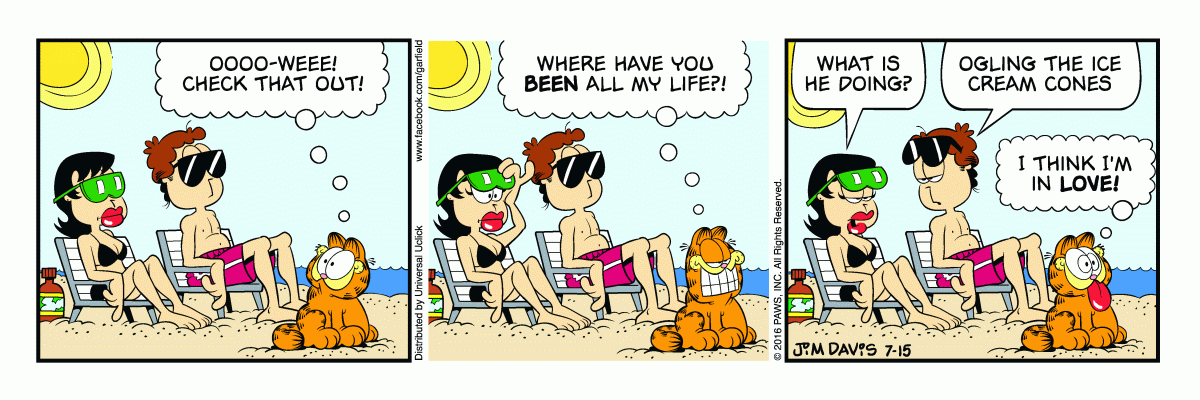 OOOO-WEEE!
CHECK THAT OUT!
www.facebook.com/garfield
Distributed by Universal Uclick
WHERE HAVE YOU
BEEN ALL MY LIFE?!
© 2016 PAWS, INC. All Rights Reserved.
WHAT IS
HE DOING?
OGLING THE ICE
CREAM CONES
I THINK I'M
IN LOVE!
JIM DAVIS 7-15